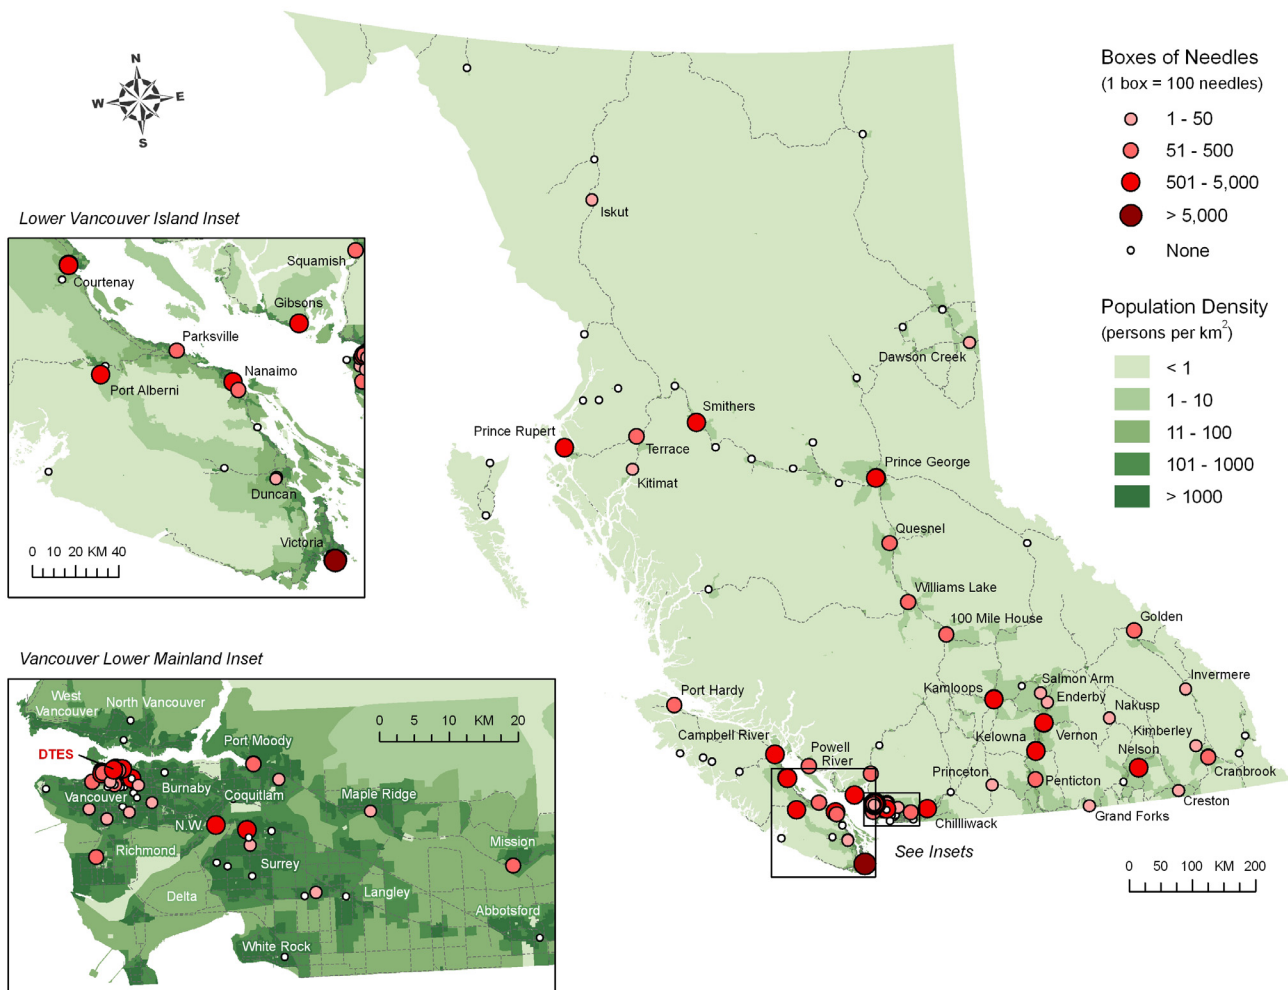 N
W
E
S
Boxes of Needles
(1 box = 100 needles)
1 - 50
51 - 500
501 - 5,000
> 5,000
None
Population Density
(persons per km²)
< 1
1 - 10
11 - 100
101 - 1000
> 1000
Iskut
Dawson Creek
Smithers
Prince Rupert
Terrace
Kitimat
Prince George
Quesnel
Williams Lake
100 Mile House
Golden
Port Hardy
Kamloops
Salmon Arm
Enderby
Invermere
Nakusp
Campbell River
Powell
River
Kelowna
Vernon
Kimberley
Nelson
Princeton
Penticton
Cranbrook
Creston
Grand Forks
Chillliwack
See Insets
0 50 100 KM 200
Lower Vancouver Island Inset
Squamish
Courtenay
Gibsons
Parksville
Nanaimo
Port Alberni
Duncan
Victoria
0 10 20 KM 40
Vancouver Lower Mainland Inset
West
Vancouver
North Vancouver
0 5 10 KM 20
DTES
Port Moody
Vancouver
Burnaby
Coquitlam
Maple Ridge
N.W.
Richmond
Surrey
Mission
Delta
Langley
Abbotsford
White Rock